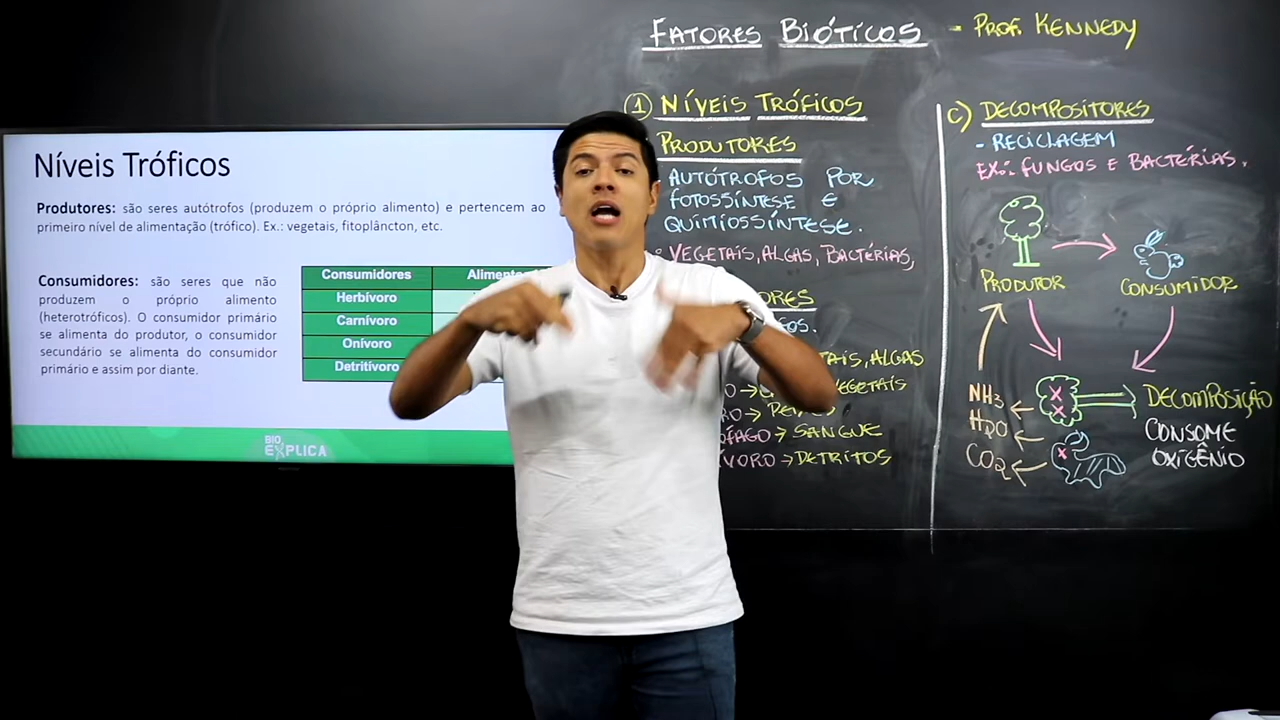 FATORES BIÓTICOS - PROF. KENNEDY
Níveis Tróficos
Produtores: são seres autótrofos (produzem o próprio alimento) e pertencem ao
primeiro nível de alimentação (trófico). Ex.: vegetais, fitoplâncton, etc.
Consumidores: são seres que não
produzem o próprio alimento
(heterotróficos). O consumidor primário
se alimenta do produtor, o consumidor
secundário se alimenta do consumidor
primário e assim por diante.
Consumidores
Herbívoro
Carnívoro
Onívoro
Detritívoro
BIO
EXPLICA
1 NÍVEIS TRÓFICOS
PRODUTORES
AUTÓTROFOS POR
FOTOSSÍNTESE E
QUIMIOSSÍNTESE.
VEGETAIS, ALGAS, BACTÉRIAS,
ALGAS
VEGETAIS
→ SANGUE
→ DETRITOS
C) DECOMPOSITORES
- RECICLAGEM
EX.: FUNGOS E BACTÉRIAS.
PRODUTOR
CONSUMIDOR
NH3
H2O
CO2
DECOMPOSIÇÃO
CONSOME
OXIGÊNIO